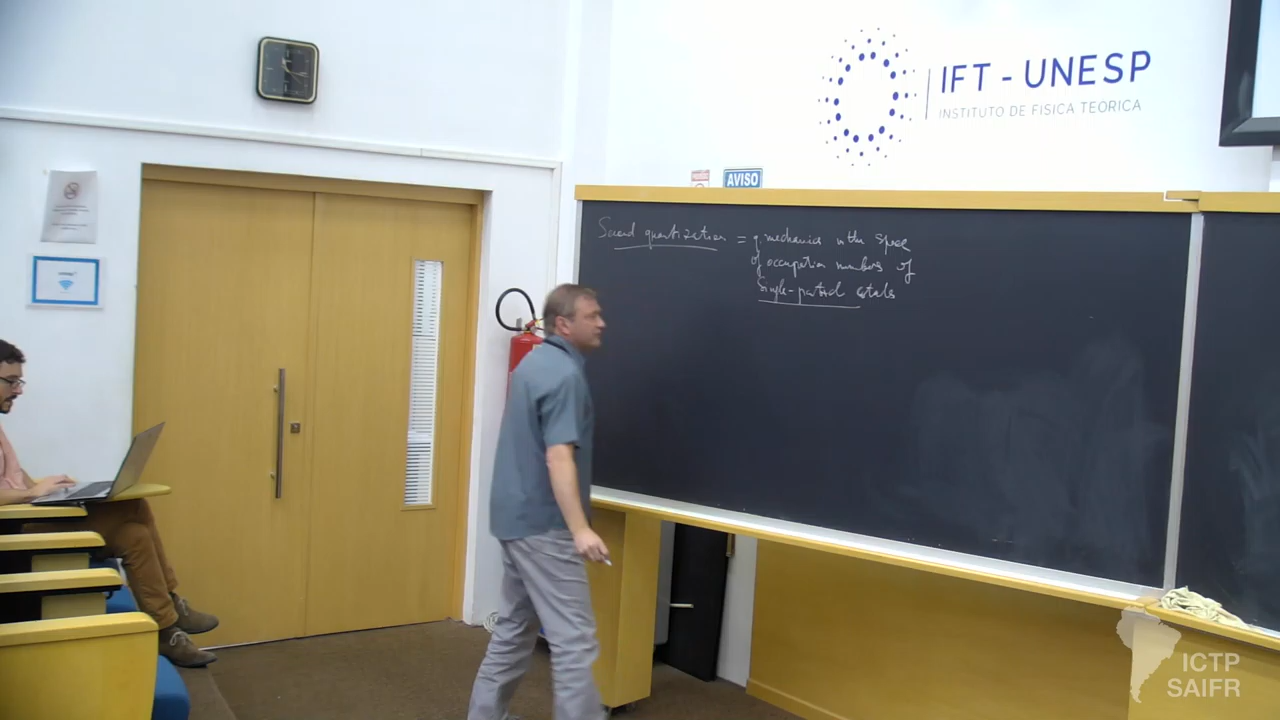 IFT - UNESP
INSTITUTO DE FISICA TEORICA
AVISO
Second quantization = q. mechanics in the space
of occupation numbers of
single-particle states
ICTP
SAIFR